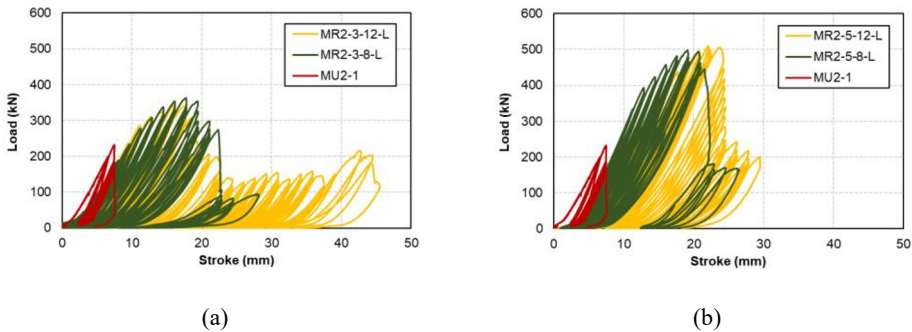 600
500
400
300
200
100
0
Load (kN)
0 10 20 30 40 50
Stroke (mm)
MR2-3-12-L
MR2-3-8-L
MU2-1
(a)
600
500
400
300
200
100
0
Load (kN)
0 10 20 30 40 50
Stroke (mm)
MR2-5-12-L
MR2-5-8-L
MU2-1
(b)